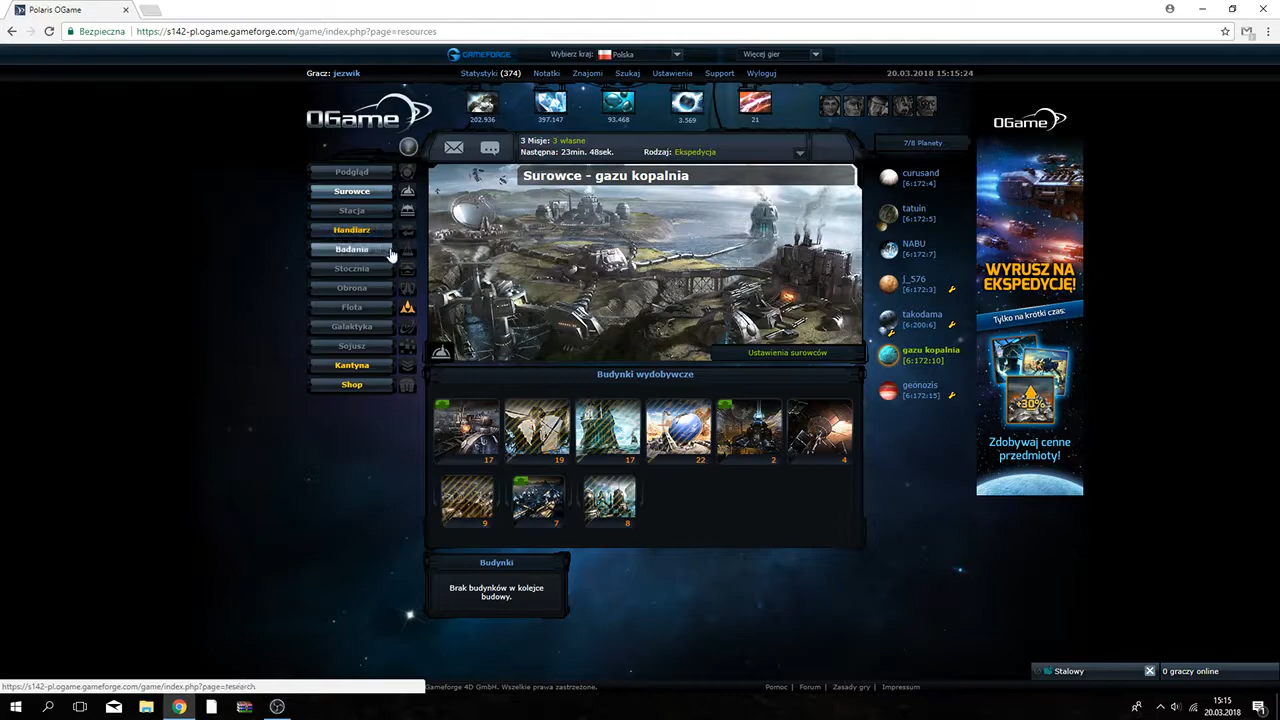 Polaris OGame
Bezpieczna
https://s142-pl.ogame.gameforge.com/game/index.php?page=resources
GAMEFORGE
Wybierz kraj:
Polska
Więcej gier
Gracz: jezwik
Statystyki (374)
Notatki
Znajomi
Szukaj
Ustawienia
Support
Wyloguj
20.03.2018 15:15:24
OGame
202.936
397.147
93.468
3.569
21
3 Misje: 3 własne
Następna: 23min. 48sek.
Rodzaj: Ekspedycja
7/8 Planety
Podgląd
Surowce
Stacja
Handlarz
Badania
Stocznia
Obrona
Flota
Galaktyka
Sojusz
Kantyna
Shop
Surowce - gazu kopalnia
Ustawienia surowców
curusand
[6:172:4]
tatuin
[6:172:5]
NABU
[6:172:7]
j_576
[6:172:3]
takodama
[6:200:6]
gazu kopalnia
[6:172:10]
geonozis
[6:172:15]
OGame
WYRUSZ NA
EKSPEDYCJĘ!
Tylko na krótki czas:
+30%
Zdobywaj cenne
przedmioty!
Budynki wydobywcze
17
19
17
22
2
4
9
7
8
Budynki
Brak budynków w kolejce
budowy.
Stalowy
0 graczy online
https://s142-pl.ogame.gameforge.com/game/index.php?page=research
Gameforge 4D GmbH. Wszelkie prawa zastrzeżone.
Pomoc | Forum | Zasady gry | Impressum
15:15
20.03.2018